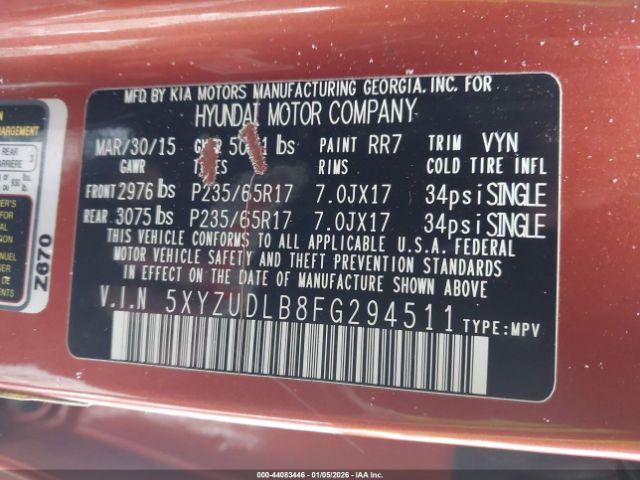 MFD. BY KIA MOTORS MANUFACTURING GEORGIA. INC. FOR
HYUNDAI MOTOR COMPANY
MAR/30/15 lbs PAINT RR7 TRIM VYN
GAWR RIMS COLD TIRE INFL
FRONT 2976 lbs P235/65R17 7.0JX17 34psi SINGLE
REAR. 3075 lbs P235/65R17 7.0JX17 34psi SINGLE
THIS VEHICLE CONFORMS TO ALL APPLICABLE U.S.A. FEDERAL
MOTOR VEHICLE SAFETY AND THEFT PREVENTION STANDARDS
IN EFFECT ON THE DATE OF MANUFACTURE SHOWN ABOVE
V.I.N 5XYZUDLB8FG294511 TYPE:MPV
REAR
Z670
000-44083446 | 01/05/2026 | © IAA, Inc.